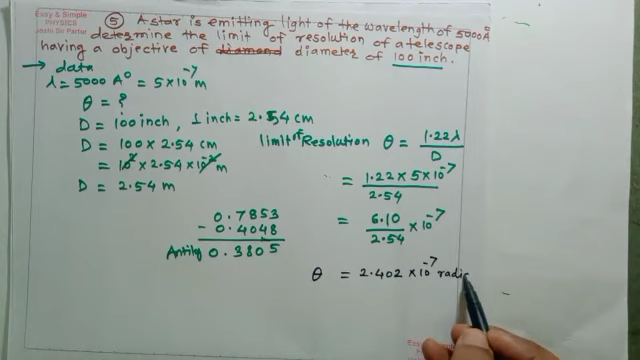 Easy & Simple
PHYSICS
Joshi Sir Parter
⑤ A star is emitting light of the wavelength of 5000A°
determine the limit of resolution of a telescope
having a objective of diamond diameter of 100 inch.
→ data
λ = 5000 A° = 5 × 10⁻⁷ m
θ = ?
D = 100 inch, 1 inch = 2.54 cm
D = 100 × 2.54 cm
= 10² × 2.54 × 10⁻² m
D = 2.54 m
limit of Resolution θ = 1.22λ / D
= 1.22 × 5 × 10⁻⁷ / 2.54
= 6.10 / 2.54 × 10⁻⁷
0.7853
- 0.4048
Antilog 0.3805
θ = 2.402 × 10⁻⁷ radi